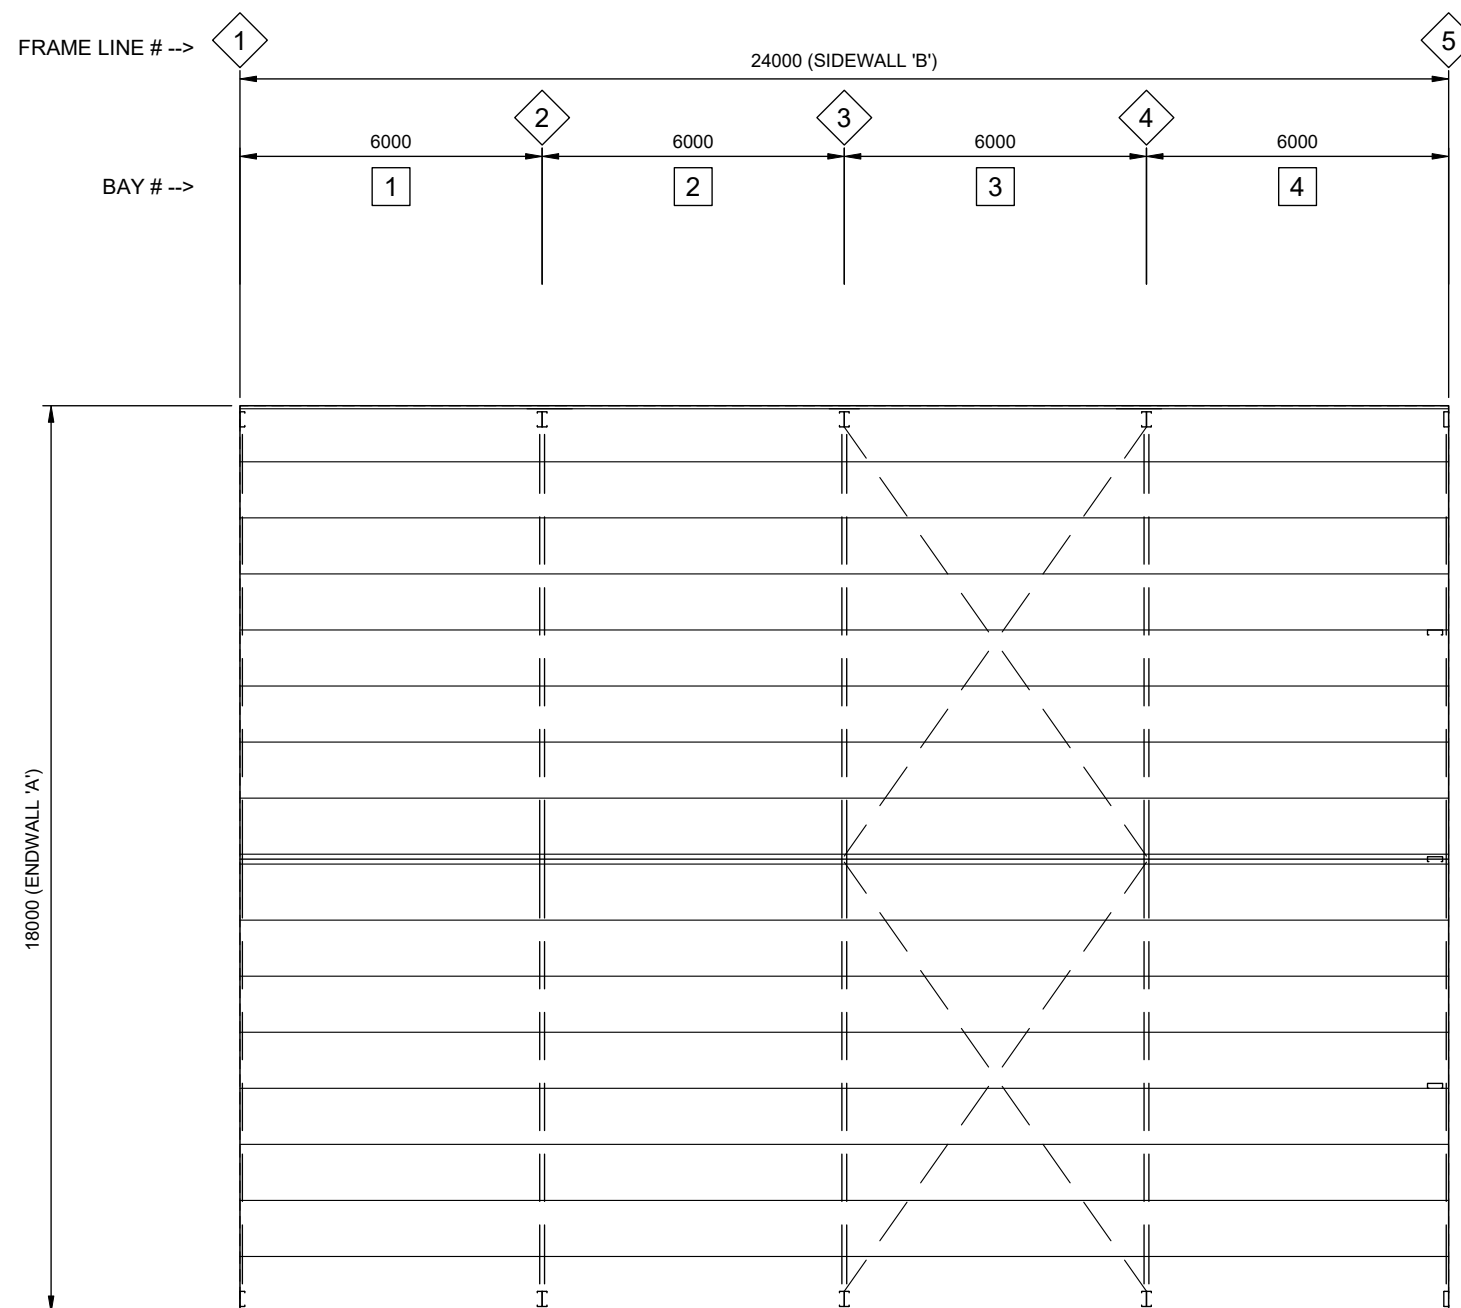 FRAME LINE # --> 1 5
24000 (SIDEWALL 'B')
2 3 4
6000 6000 6000 6000
BAY # --> 1 2 3 4
18000 (ENDWALL 'A')